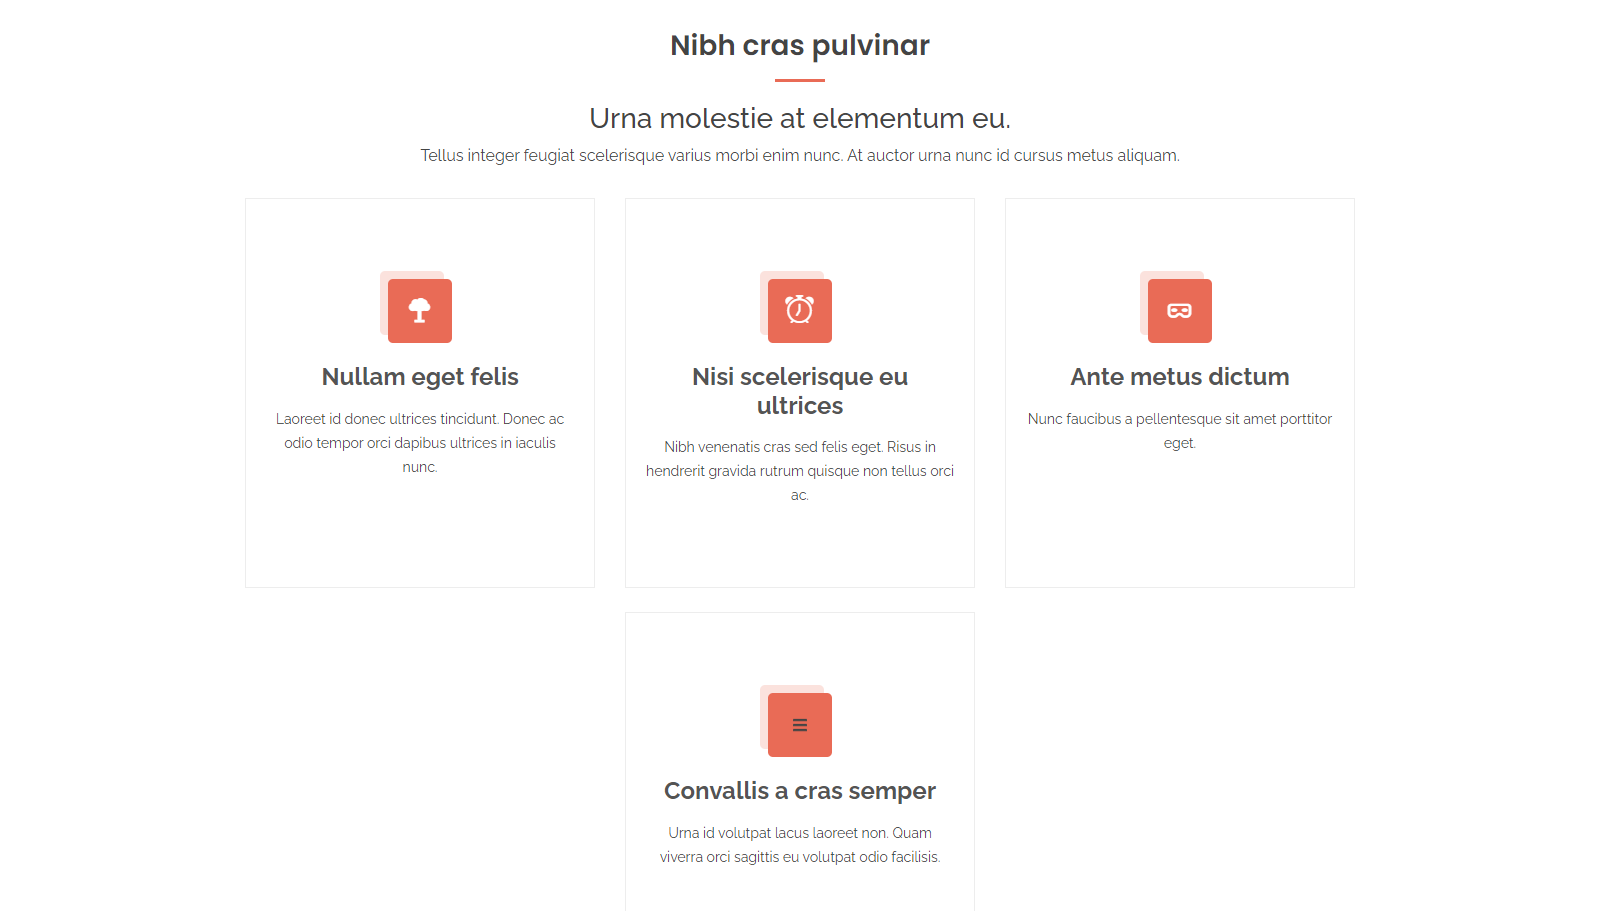 Nibh cras pulvinar
Urna molestie at elementum eu.
Tellus integer feugiat scelerisque varius morbi enim nunc. At auctor urna nunc id cursus metus aliquam.
Nullam eget felis
Laoreet id donec ultrices tincidunt. Donec ac
odio tempor orci dapibus ultrices in iaculis
nunc.
Nisi scelerisque eu
ultrices
Nibh venenatis cras sed felis eget. Risus in
hendrerit gravida rutrum quisque non tellus orci
ac.
Ante metus dictum
Nunc faucibus a pellentesque sit amet porttitor
eget.
Convallis a cras semper
Urna id volutpat lacus laoreet non. Quam
viverra orci sagittis eu volutpat odio facilisis.